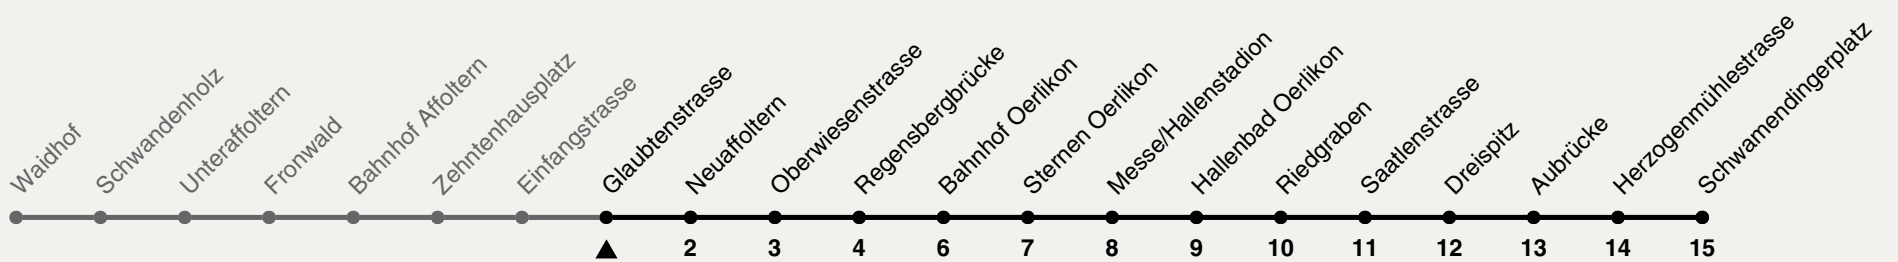 Waidhof
Schwandenholz
Unteraffoltern
Fronwald
Bahnhof Affoltern
Zehntenhausplatz
Einfangstrasse
Glaubtenstrasse
Neuaffoltern
Oberwiesenstrasse
Regensbergbrücke
Bahnhof Oerlikon
Sternen Oerlikon
Messe/Hallenstadion
Hallenbad Oerlikon
Riedgraben
Saatlenstrasse
Dreispitz
Aubrücke
Herzogenmühlestrasse
Schwamendingerplatz
2 3 4 6 7 8 9 10 11 12 13 14 15